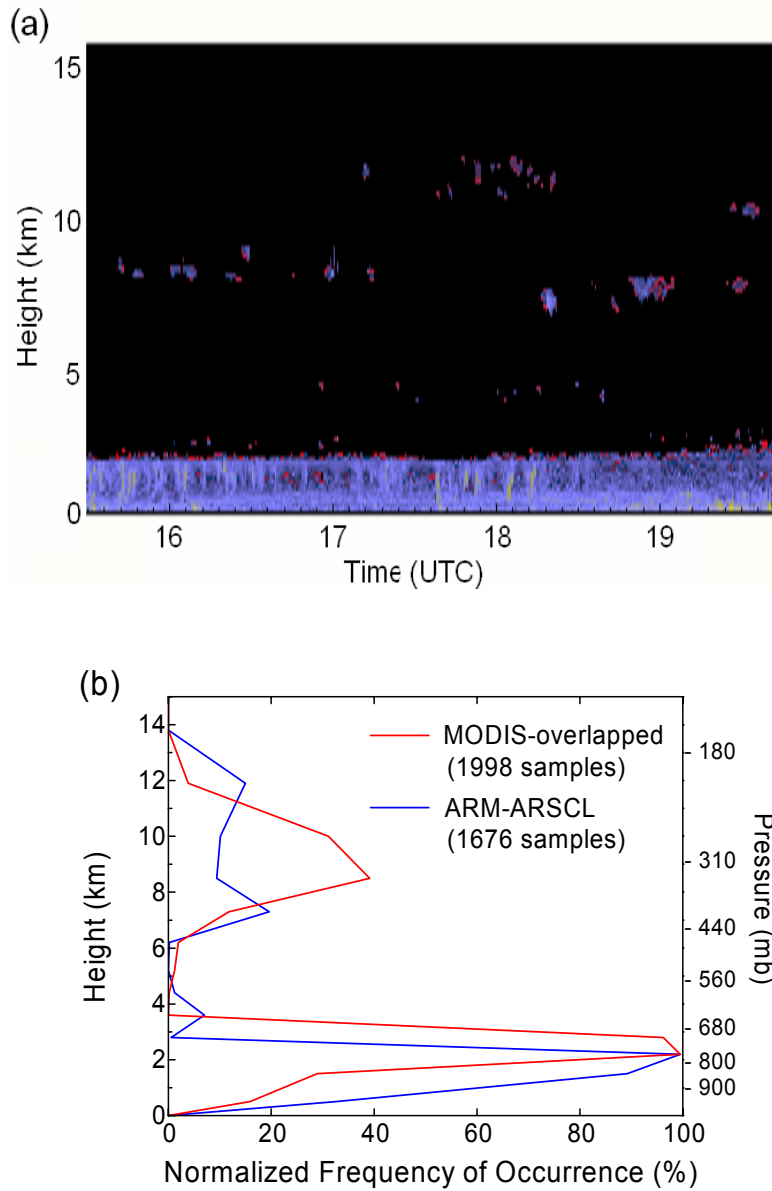 (a)
15
10
5
0
Height (km)
16 17 18 19
Time (UTC)
(b)
14
12
10
8
6
4
2
0
Height (km)
MODIS-overlapped
(1998 samples)
ARM-ARSCL
(1676 samples)
180
310
440
560
680
800
900
Pressure (mb)
0 20 40 60 80 100
Normalized Frequency of Occurrence (%)